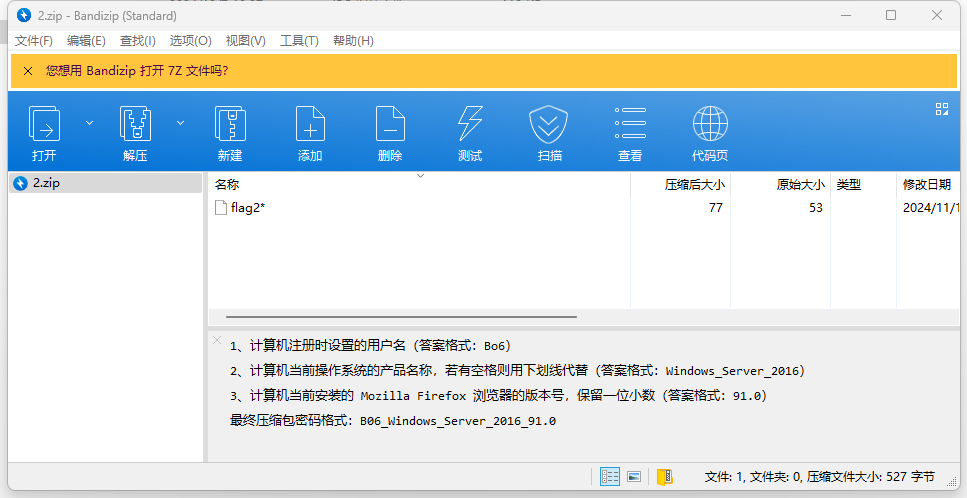 2.zip - Bandizip (Standard)
文件(F) 编辑(E) 查找(I) 选项(O) 视图(V) 工具(T) 帮助(H)
您想用 Bandizip 打开 7Z 文件吗?
打开 解压 新建 添加 删除 测试 扫描 查看 代码页
2.zip
名称 压缩后大小 原始大小 类型 修改日期
flag2* 77 53 2024/11/1
1、计算机注册时设置的用户名（答案格式：Bo6）
2、计算机当前操作系统的产品名称，若有空格则用下划线代替（答案格式：Windows_Server_2016）
3、计算机当前安装的 Mozilla Firefox 浏览器的版本号，保留一位小数（答案格式：91.0）
最终压缩包密码格式：B06_Windows_Server_2016_91.0
文件: 1, 文件夹: 0, 压缩文件大小: 527 字节